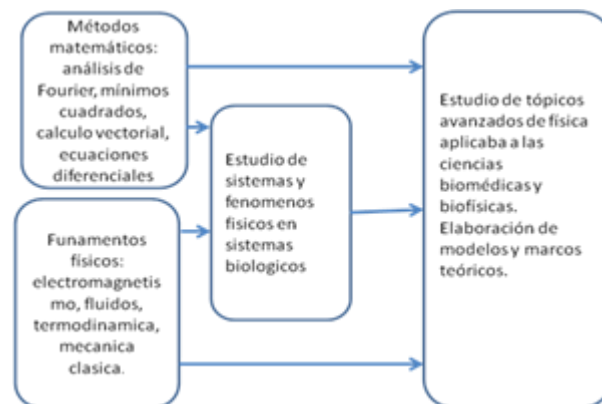 Métodos
matemáticos:
análisis de
Fourier, mínimos
cuadrados,
calculo vectorial,
ecuaciones
diferenciales
Funamentos
físicos:
electromagnetis
mo, fluidos,
termodinamica,
mecanica
clasica.
Estudio de
sistemas y
fenomenos
fisicos en
sistemas
biologicos
Estudio de tópicos
avanzados de física
aplicaba a las
ciencias
biomédicas y
biofísicas.
Elaboración de
modelos y marcos
teóricos.